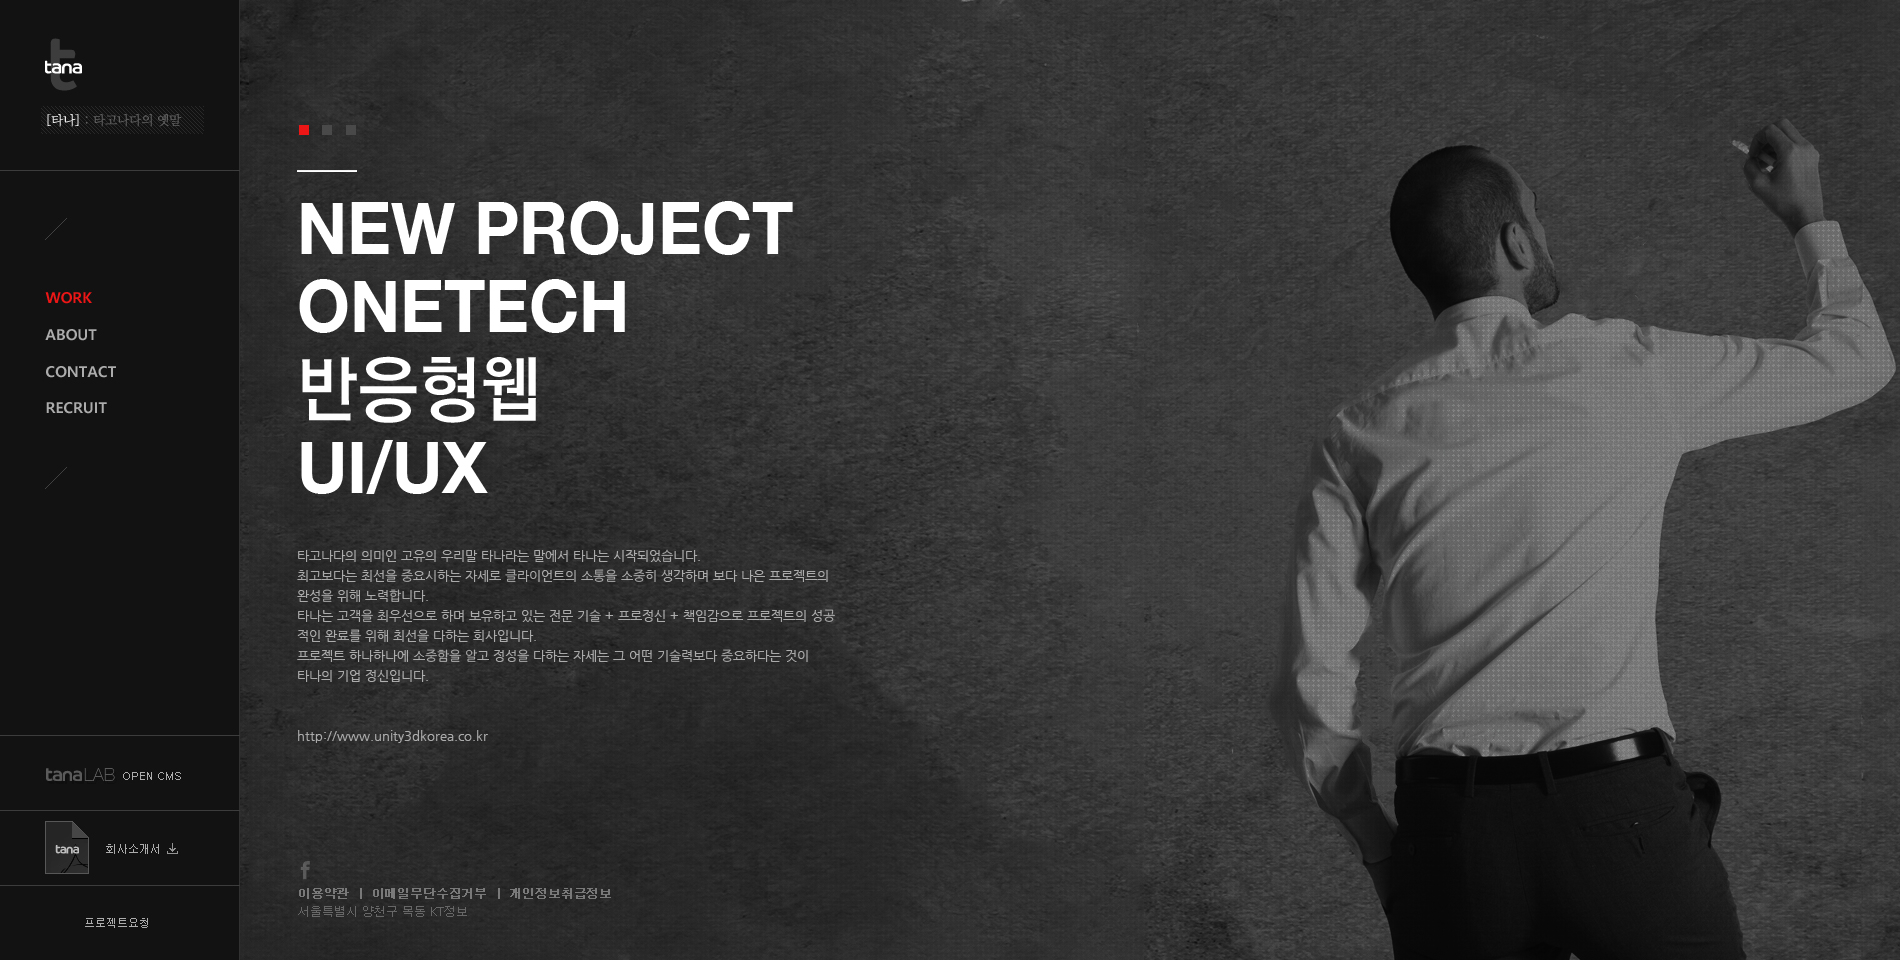 t
tana
[타나] : 타고나다의 옛말
WORK
ABOUT
CONTACT
RECRUIT
tanaLAB OPEN CMS
tana
회사소개서
프로젝트요청
NEW PROJECT
ONETECH
반응형웹
UI/UX
타고나다의 의미인 고유의 우리말 타나라는 말에서 타나는 시작되었습니다.
최고보다는 최선을 중요시하는 자세로 클라이언트의 소통을 소중히 생각하며 보다 나은 프로젝트의
완성을 위해 노력합니다.
타나는 고객을 최우선으로 하며 보유하고 있는 전문 기술 + 프로정신 + 책임감으로 프로젝트의 성공
적인 완료를 위해 최선을 다하는 회사입니다.
프로젝트 하나하나에 소중함을 알고 정성을 다하는 자세는 그 어떤 기술력보다 중요하다는 것이
타나의 기업 정신입니다.
http://www.unity3dkorea.co.kr
f
이용약관 | 이메일무단수집거부 | 개인정보취급정보
서울특별시 양천구 목동 KT정보